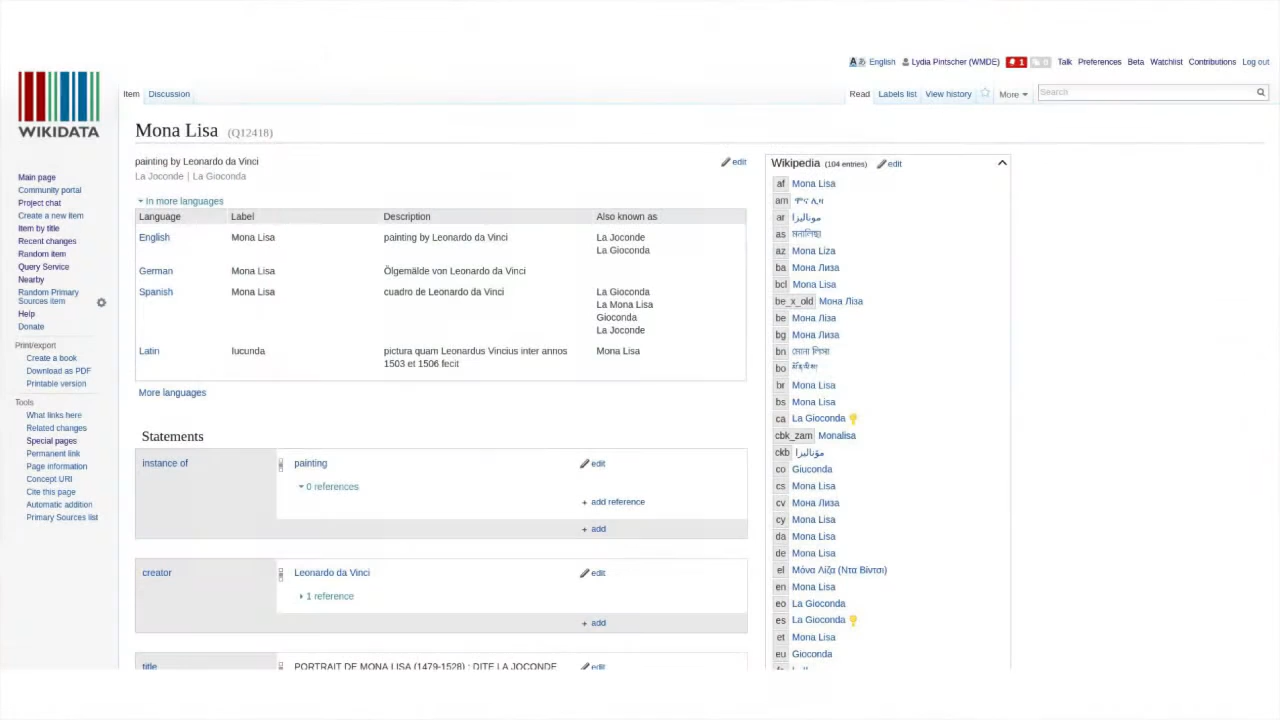 English Lydia Pintscher (WMDE) 1 0 Talk Preferences Beta Watchlist Contributions Log out
WIKIDATA
Item Discussion Read Labels list View history More Search
Mona Lisa (Q12418)
painting by Leonardo da Vinci edit
La Joconde | La Gioconda
In more languages
Language Label Description Also known as
English Mona Lisa painting by Leonardo da Vinci La Joconde
La Gioconda
German Mona Lisa Ölgemälde von Leonardo da Vinci
Spanish Mona Lisa cuadro de Leonardo da Vinci La Gioconda
La Mona Lisa
Gioconda
La Joconde
Latin Iucunda pictura quam Leonardus Vincius inter annos Mona Lisa
1503 et 1506 fecit
More languages
Statements
instance of painting edit
0 references
+ add reference
+ add
creator Leonardo da Vinci edit
1 reference
+ add
title PORTRAIT DE MONA LISA (1479-1528) ; DITE LA JOCONDE edit
Main page
Community portal
Project chat
Create a new item
Item by title
Recent changes
Random item
Query Service
Nearby
Random Primary
Sources item
Help
Donate
Print/export
Create a book
Download as PDF
Printable version
Tools
What links here
Related changes
Special pages
Permanent link
Page information
Concept URI
Cite this page
Automatic addition
Primary Sources list
Wikipedia (104 entries) edit
af Mona Lisa
am ሞና ሊዛ
ar موناليزا
as মনালিছা
az Mona Liza
ba Мона Лиза
bcl Mona Lisa
be_x_old Мона Ліза
be Мона Ліза
bg Мона Лиза
bn মোনা লিসা
bo
br Mona Lisa
bs Mona Lisa
ca La Gioconda
cbk_zam Monalisa
ckb مۆنالیزا
co Giuconda
cs Mona Lisa
cv Мона Лиза
cy Mona Lisa
da Mona Lisa
de Mona Lisa
el Μόνα Λίζα (Ντα Βίντσι)
en Mona Lisa
eo La Gioconda
es La Gioconda
et Mona Lisa
eu Gioconda